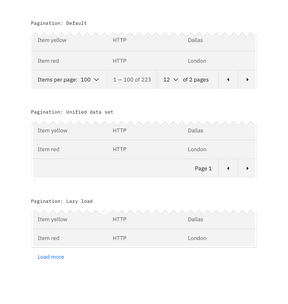 Pagination: Default
Item yellow HTTP Dallas
Item red HTTP London
Items per page: 100 1 — 100 of 223 12 of 2 pages
Pagination: Unified data set
Item yellow HTTP Dallas
Item red HTTP London
Page 1
Pagination: Lazy load
Item yellow HTTP Dallas
Item red HTTP London
Load more